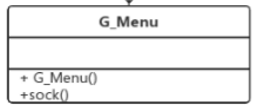 G_Menu
+ G_Menu()
+sock()